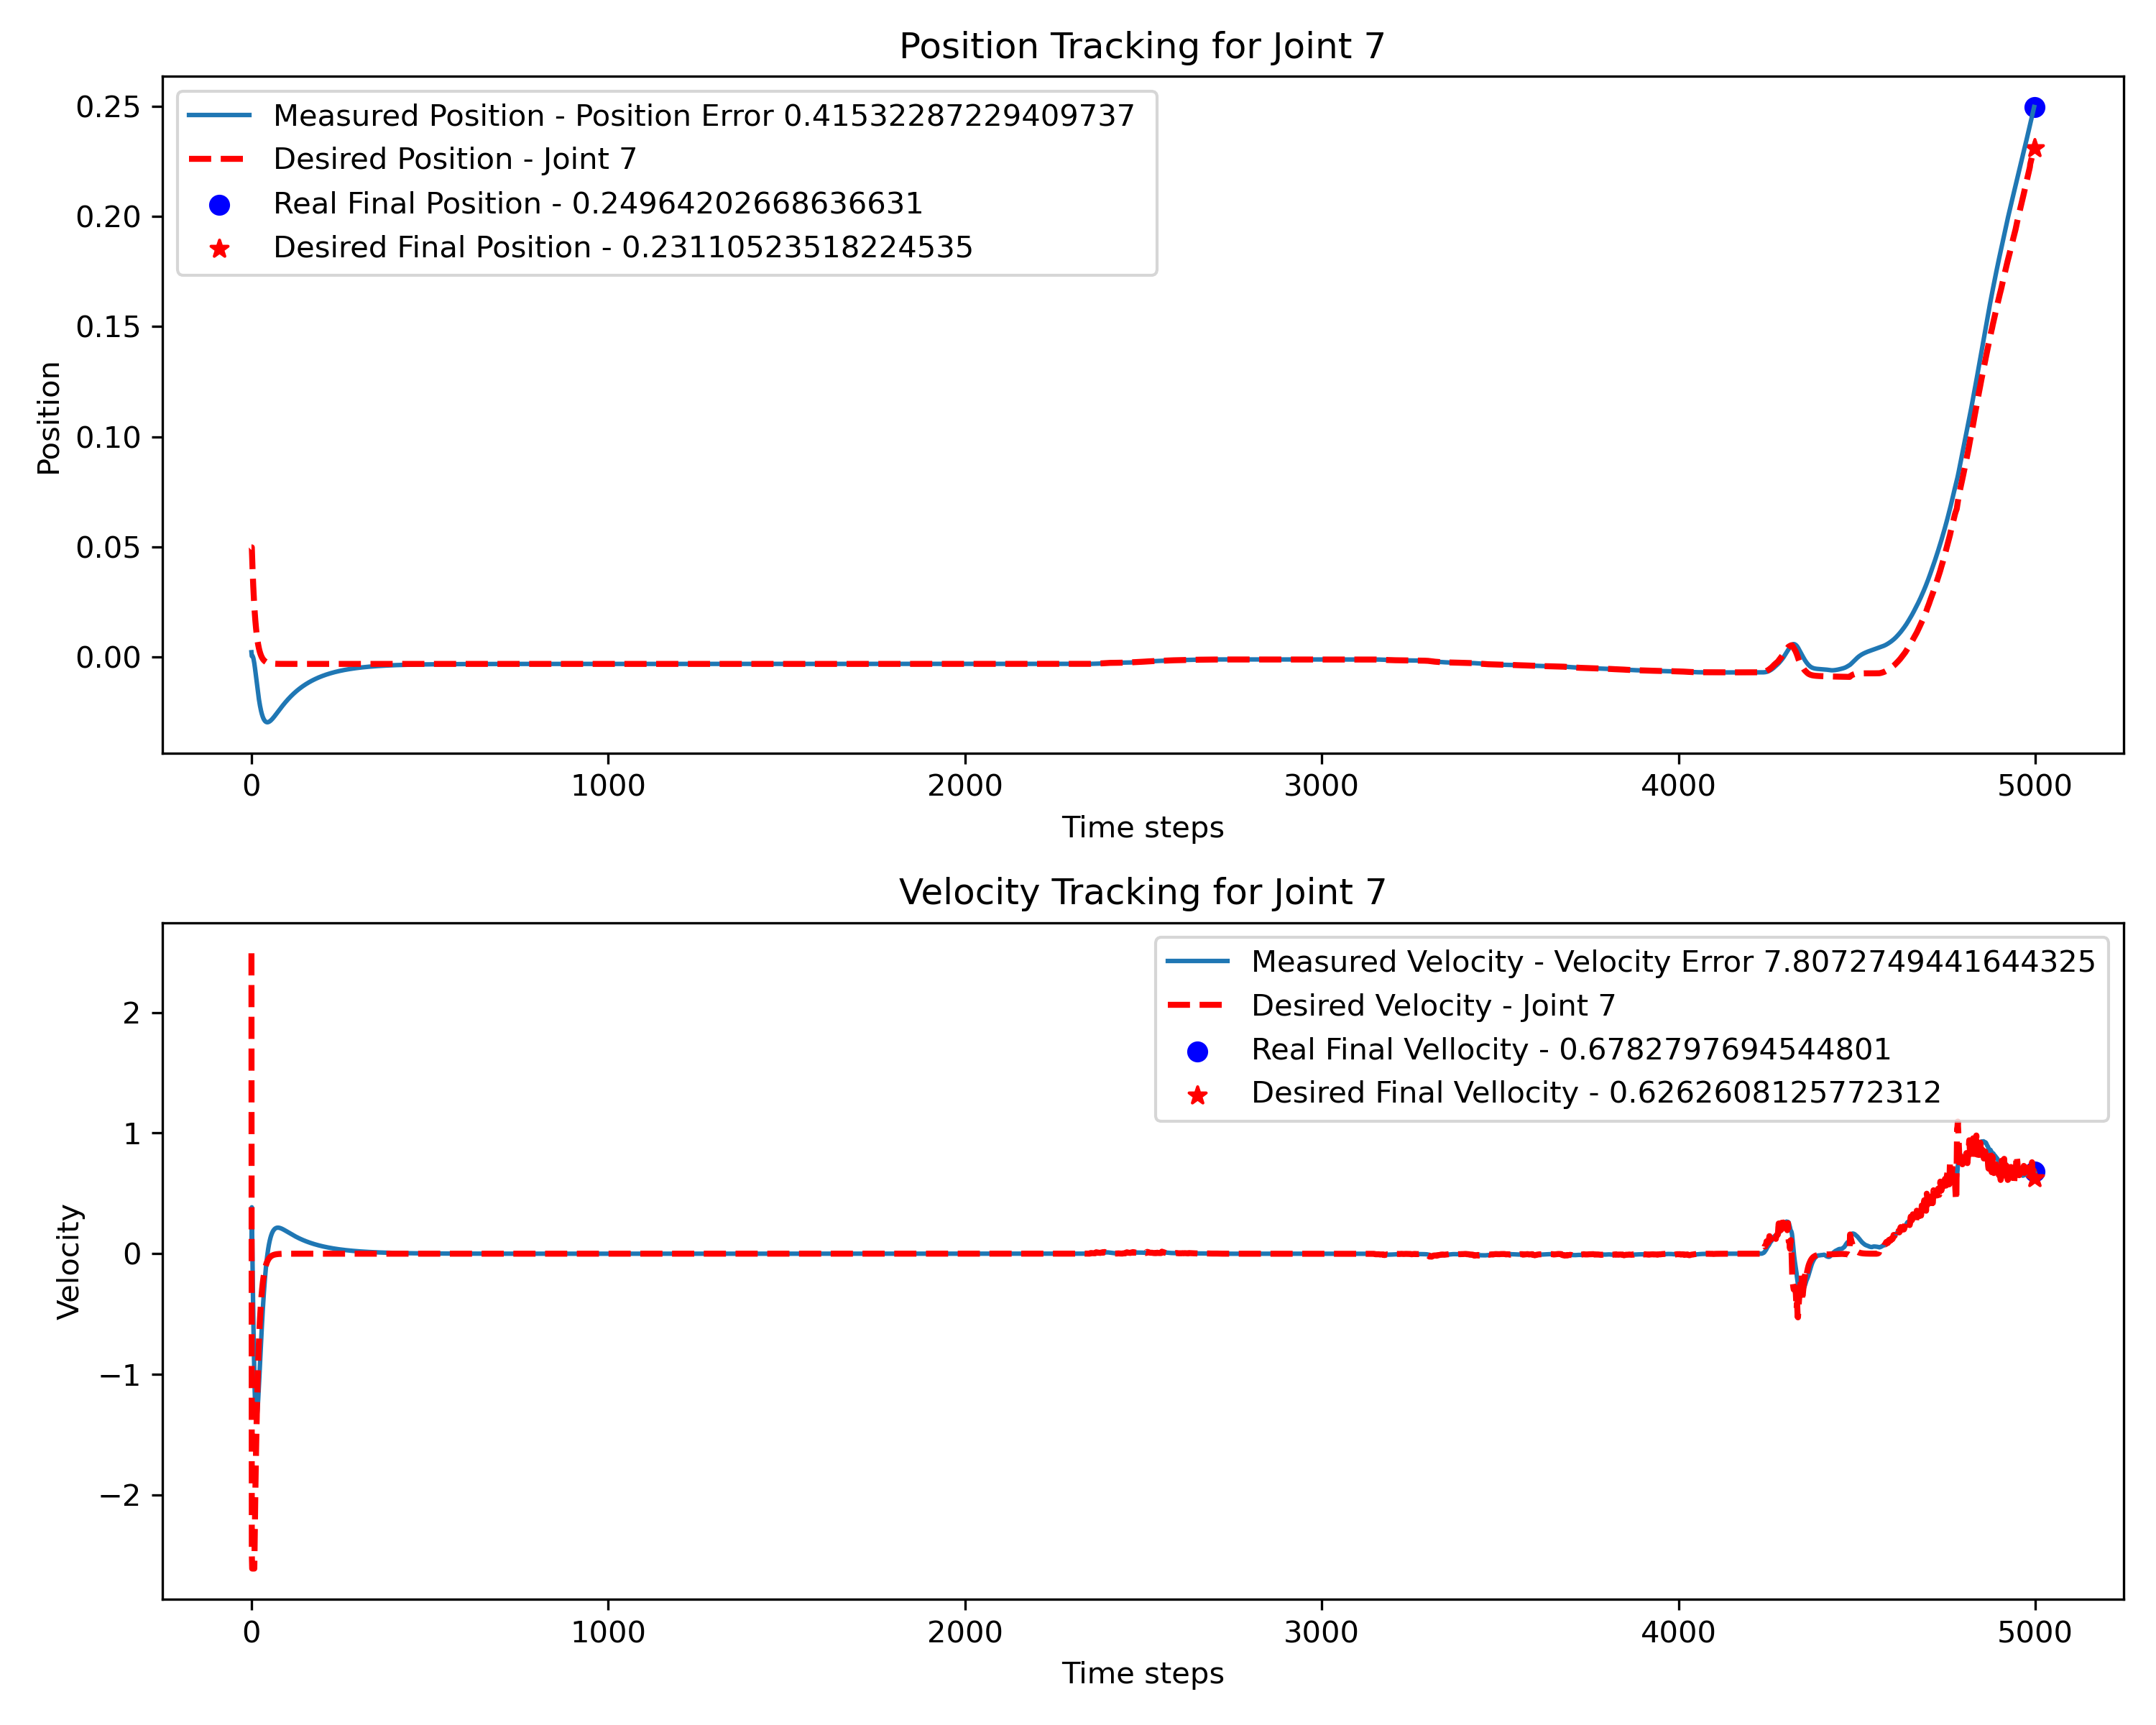 Position Tracking for Joint 7
Measured Position - Position Error 0.41532287229409737
Desired Position - Joint 7
Real Final Position - 0.24964202668636631
Desired Final Position - 0.23110523518224535
0.25
0.20
0.15
0.10
0.05
0.00
Position
0 1000 2000 3000 4000 5000
Time steps
Velocity Tracking for Joint 7
Measured Velocity - Velocity Error 7.8072749441644325
Desired Velocity - Joint 7
Real Final Vellocity - 0.6782797694544801
Desired Final Vellocity - 0.6262608125772312
2
1
0
−1
−2
Velocity
0 1000 2000 3000 4000 5000
Time steps